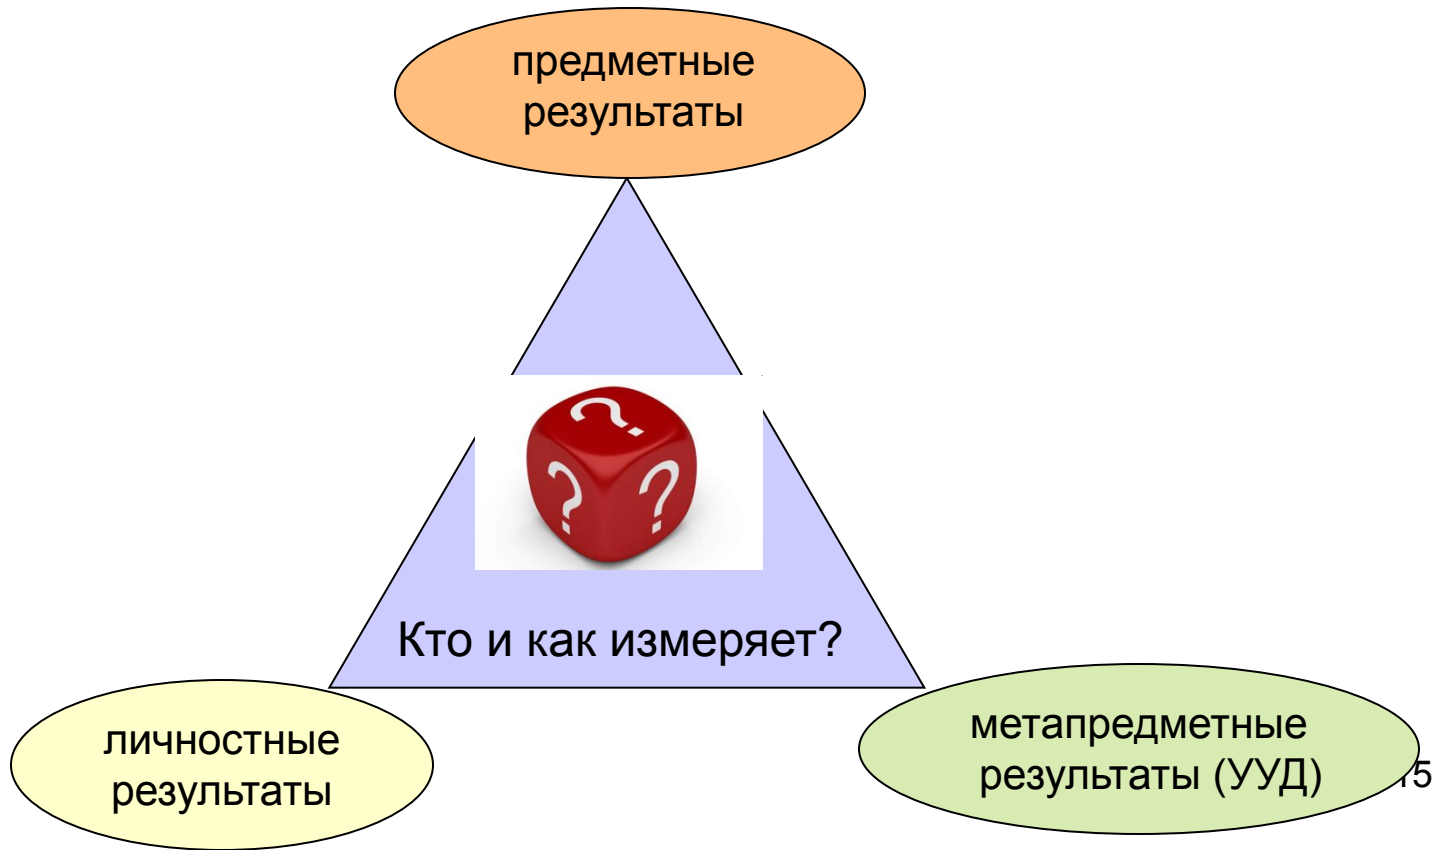 предметные
результаты
?
? ?
Кто и как измеряет?
личностные
результаты
метапредметные
результаты (УУД)